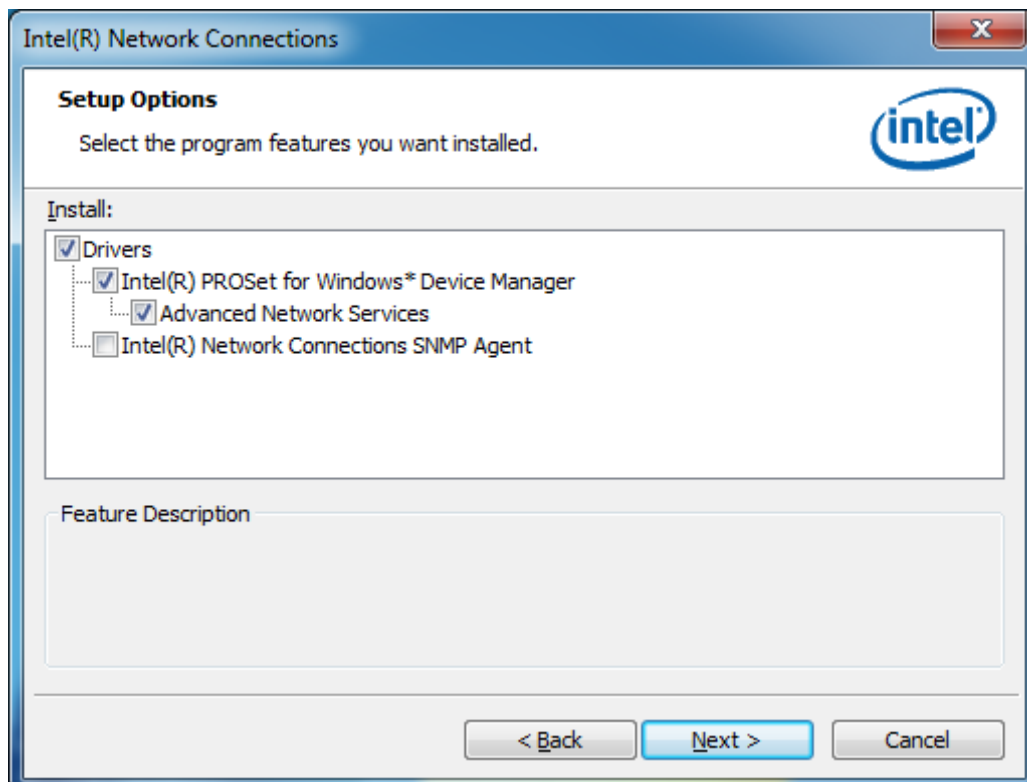 Intel(R) Network Connections
Setup Options
Select the program features you want installed.
intel
Install:
Drivers
Intel(R) PROSet for Windows* Device Manager
Advanced Network Services
Intel(R) Network Connections SNMP Agent
Feature Description
< Back Next > Cancel